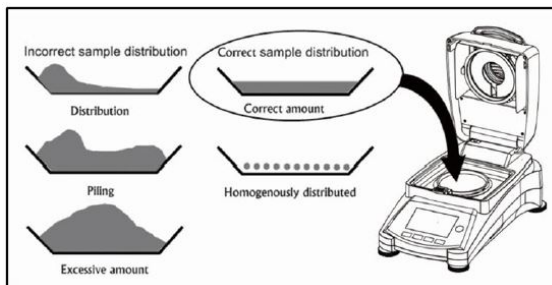 Incorrect sample distribution
Distribution
Piling
Excessive amount
Correct sample distribution
Correct amount
Homogenously distributed